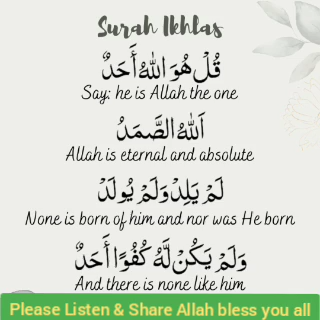 Surah Ikhlas
قُلْ هُوَ اللّٰهُ أَحَدٌ
Say: he is Allah the one
اَللّٰهُ الصَّمَدُ
Allah is eternal and absolute
لَمْ يَلِدْ وَلَمْ يُولَدْ
None is born of him and nor was He born
وَلَمْ يَكُنْ لَّهُ كُفُوًا أَحَدٌ
And there is none like him
Please Listen & Share Allah bless you all